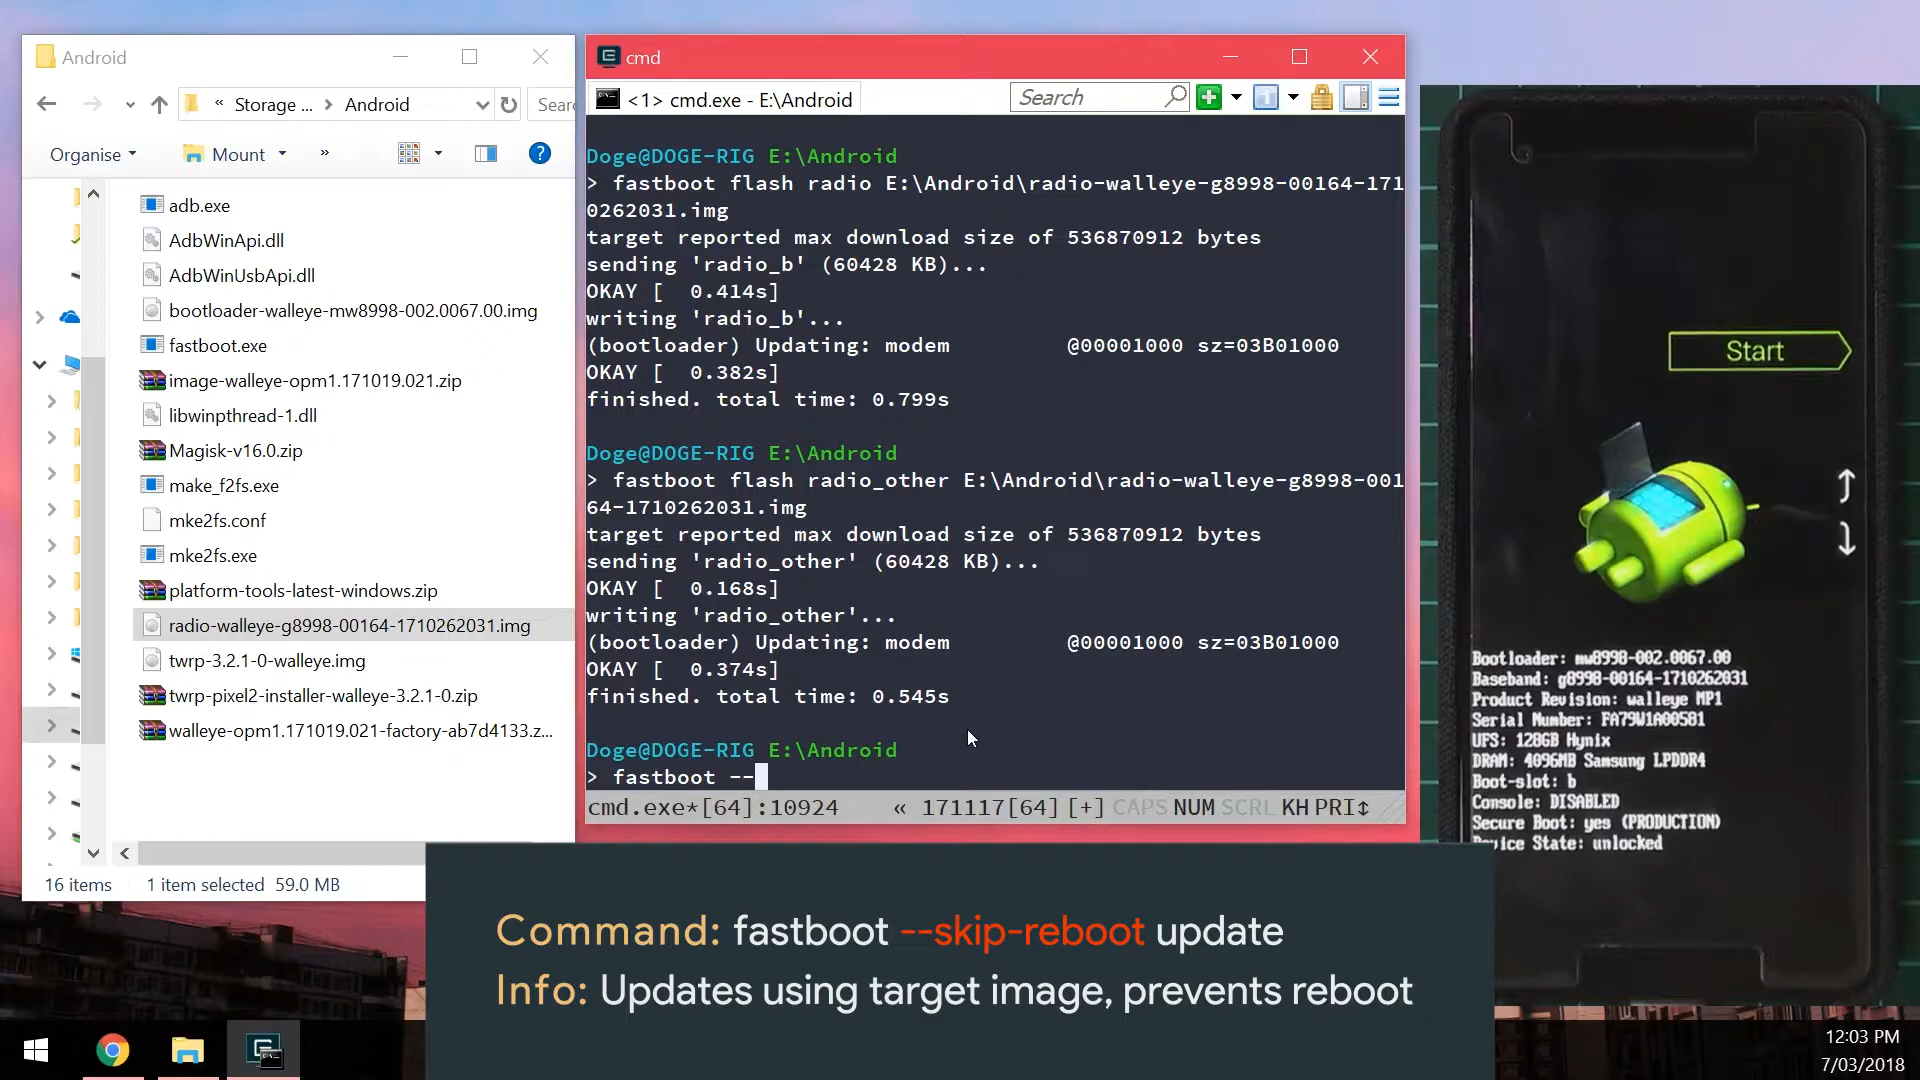 Android
« Storage ... > Android
Sear
Organise
Mount
»
adb.exe
AdbWinApi.dll
AdbWinUsbApi.dll
bootloader-walleye-mw8998-002.0067.00.img
fastboot.exe
image-walleye-opm1.171019.021.zip
libwinpthread-1.dll
Magisk-v16.0.zip
make_f2fs.exe
mke2fs.conf
mke2fs.exe
platform-tools-latest-windows.zip
radio-walleye-g8998-00164-1710262031.img
twrp-3.2.1-0-walleye.img
twrp-pixel2-installer-walleye-3.2.1-0.zip
walleye-opm1.171019.021-factory-ab7d4133.z...
16 items 1 item selected 59.0 MB
cmd
<1> cmd.exe - E:\Android
Search
Doge@DOGE-RIG E:\Android
> fastboot flash radio E:\Android\radio-walleye-g8998-00164-171
0262031.img
target reported max download size of 536870912 bytes
sending 'radio_b' (60428 KB)...
OKAY [ 0.414s]
writing 'radio_b'...
(bootloader) Updating: modem @00001000 sz=03B01000
OKAY [ 0.382s]
finished. total time: 0.799s
Doge@DOGE-RIG E:\Android
> fastboot flash radio_other E:\Android\radio-walleye-g8998-001
64-1710262031.img
target reported max download size of 536870912 bytes
sending 'radio_other' (60428 KB)...
OKAY [ 0.168s]
writing 'radio_other'...
(bootloader) Updating: modem @00001000 sz=03B01000
OKAY [ 0.374s]
finished. total time: 0.545s
Doge@DOGE-RIG E:\Android
> fastboot --
cmd.exe*[64]:10924 « 171117[64] [+] CAPS NUM SCRL KH PRI↕
Start
Bootloader: mw8998-002.0067.00
Baseband: g8998-00164-1710262031
Product Revision: walleye MP1
Serial Number: FA79W1A00581
UFS: 128GB Hynix
DRAM: 4096MB Samsung LPDDR4
Boot-slot: b
Console: DISABLED
Secure Boot: yes (PRODUCTION)
Device State: unlocked
Command: fastboot --skip-reboot update
Info: Updates using target image, prevents reboot
12:03 PM
7/03/2018